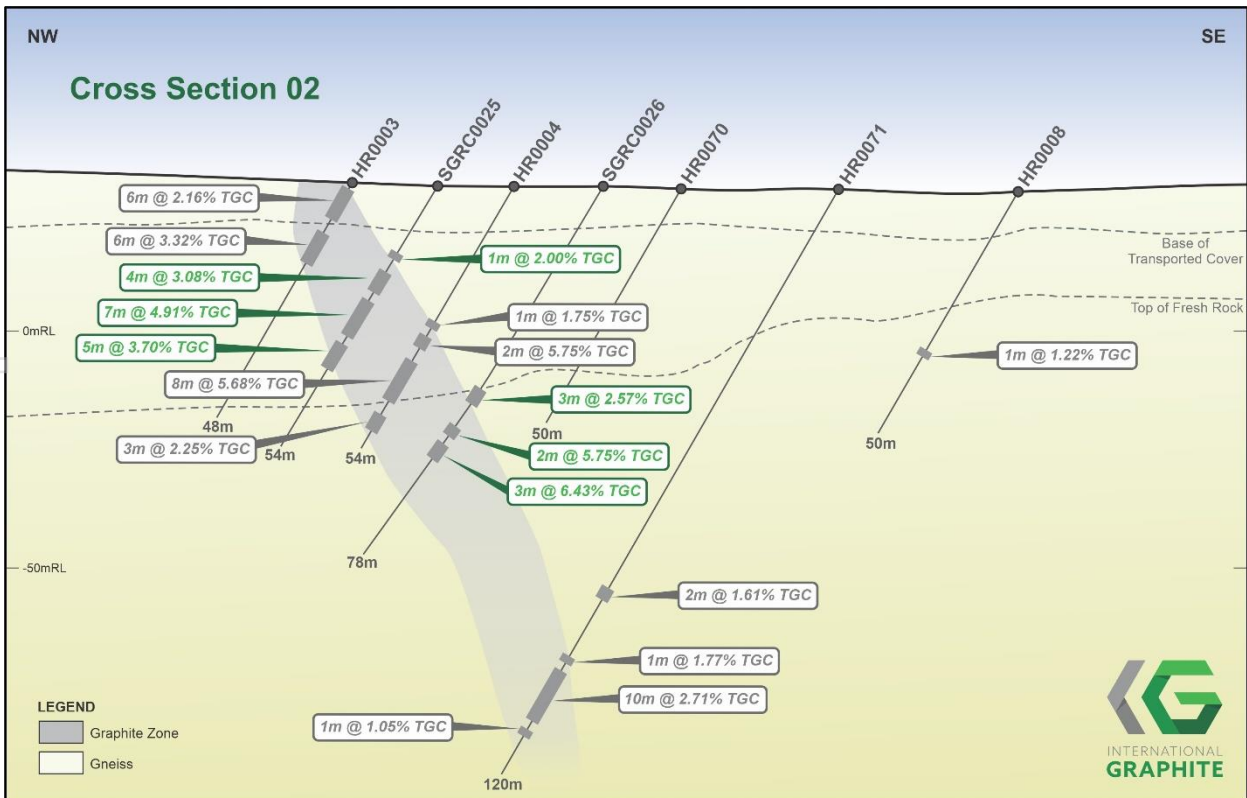 NW
SE
Cross Section 02
HR0003
SGRC0025
HR0004
SGRC0026
HR0070
HR0071
HR0008
6m @ 2.16% TGC
6m @ 3.32% TGC
4m @ 3.08% TGC
7m @ 4.91% TGC
5m @ 3.70% TGC
8m @ 5.68% TGC
3m @ 2.25% TGC
1m @ 2.00% TGC
1m @ 1.75% TGC
2m @ 5.75% TGC
3m @ 2.57% TGC
2m @ 5.75% TGC
3m @ 6.43% TGC
Base of
Transported Cover
Top of Fresh Rock
1m @ 1.22% TGC
0mRL
-50mRL
48m
54m
54m
78m
50m
50m
2m @ 1.61% TGC
1m @ 1.77% TGC
10m @ 2.71% TGC
1m @ 1.05% TGC
120m
LEGEND
Graphite Zone
Gneiss
INTERNATIONAL
GRAPHITE